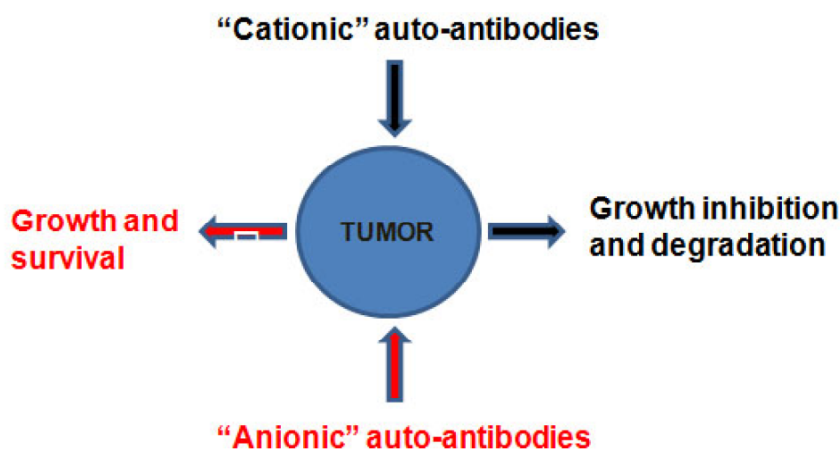 “Cationic” auto-antibodies
Growth and
survival
TUMOR
Growth inhibition
and degradation
“Anionic” auto-antibodies